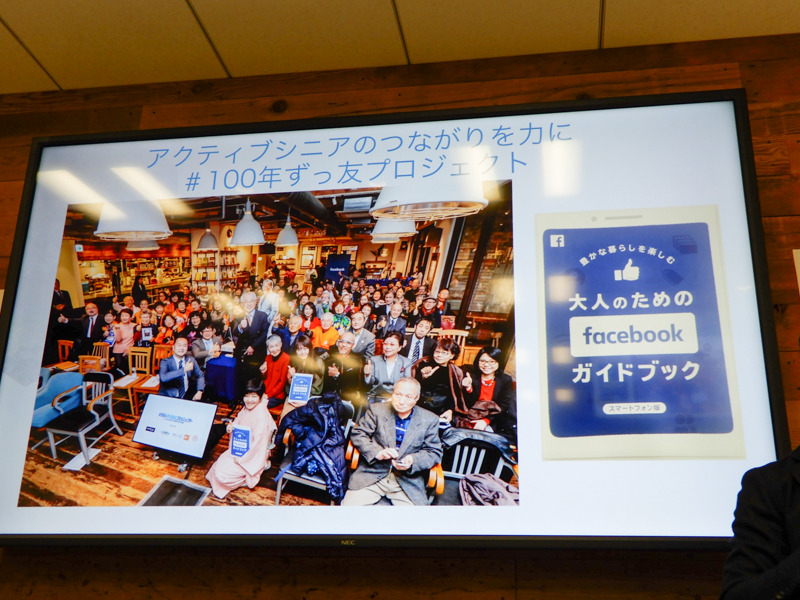 アクティブシニアのつながりを力に
＃100年ずっ友プロジェクト
facebook
豊かな暮らしを楽しむ
大人のための
facebook
ガイドブック
スマートフォン版
NEC